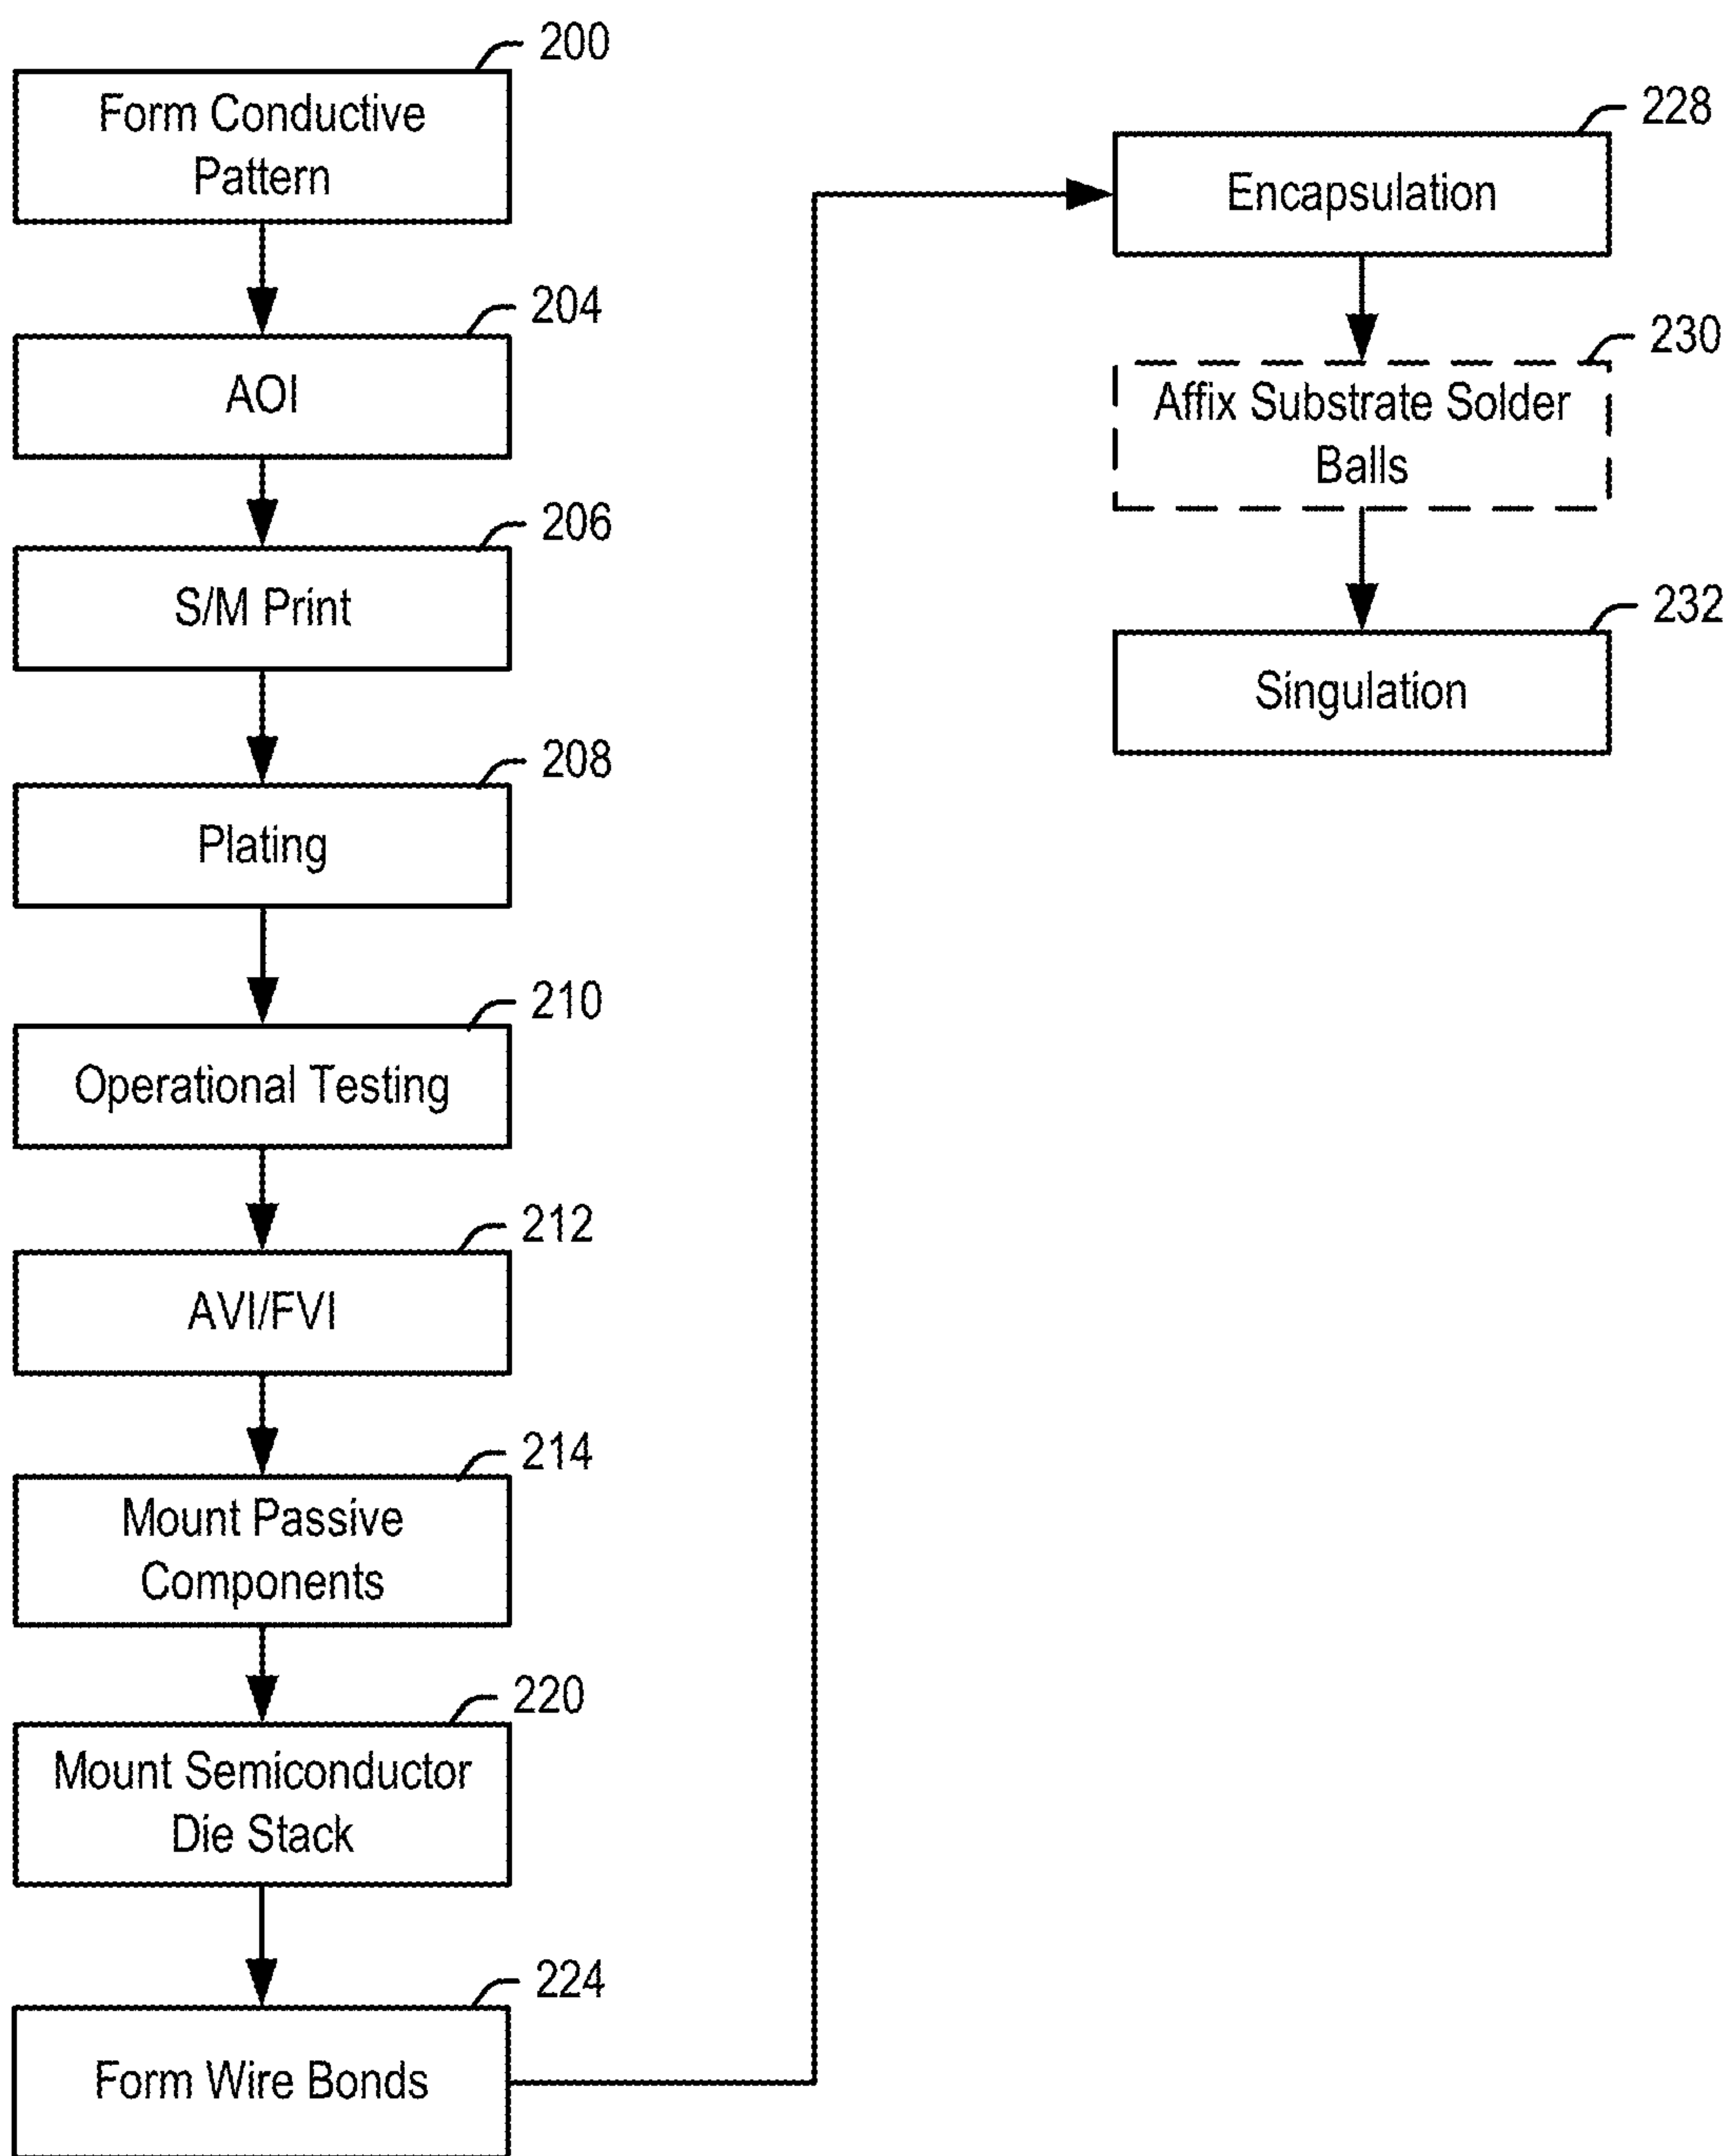 200
Form Conductive
Pattern
204
AOI
206
S/M Print
208
Plating
210
Operational Testing
212
AVI/FVI
214
Mount Passive
Components
220
Mount Semiconductor
Die Stack
224
Form Wire Bonds
228
Encapsulation
230
Affix Substrate Solder
Balls
232
Singulation